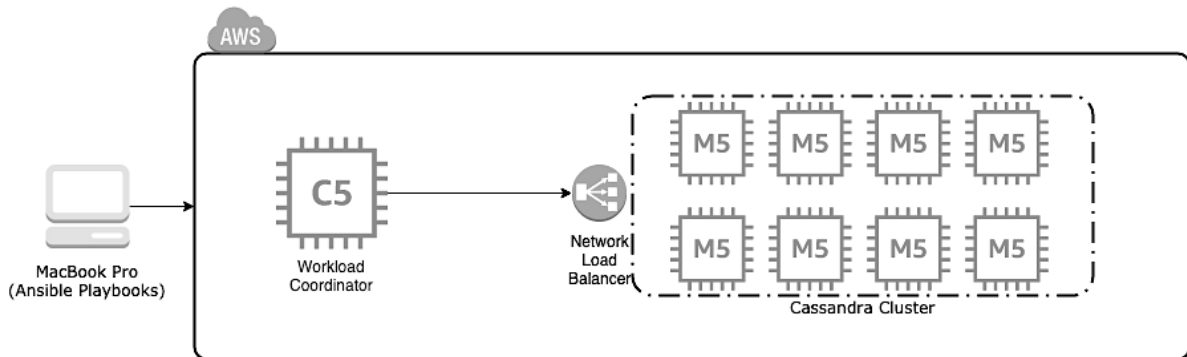 AWS
MacBook Pro
(Ansible Playbooks)
C5
Workload
Coordinator
Network
Load
Balancer
M5 M5 M5 M5
M5 M5 M5 M5
Cassandra Cluster